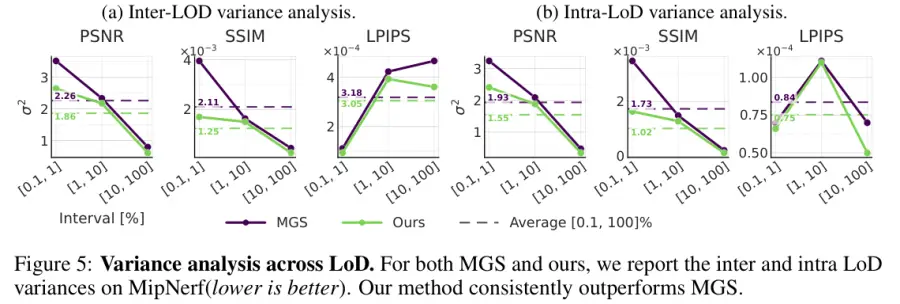 (a) Inter-LOD variance analysis. (b) Intra-LoD variance analysis.
PSNR SSIM LPIPS PSNR SSIM LPIPS
×10⁻³ ×10⁻⁴ ×10⁻³ ×10⁻⁴
σ²
3
2
1
2.26
1.86
[0.1, 1] [1, 10] [10, 100]
4
2
2.11
1.25
[0.1, 1] [1, 10] [10, 100]
4
2
3.18
3.05
[0.1, 1] [1, 10] [10, 100]
3
2
1
1.93
1.55
[0.1, 1] [1, 10] [10, 100]
2
0
1.73
1.02
[0.1, 1] [1, 10] [10, 100]
1.00
0.75
0.50
0.84
0.75
[0.1, 1] [1, 10] [10, 100]
Interval [%] MGS Ours Average [0.1, 100]%
Figure 5: Variance analysis across LoD. For both MGS and ours, we report the inter and intra LoD
variances on MipNerf(lower is better). Our method consistently outperforms MGS.